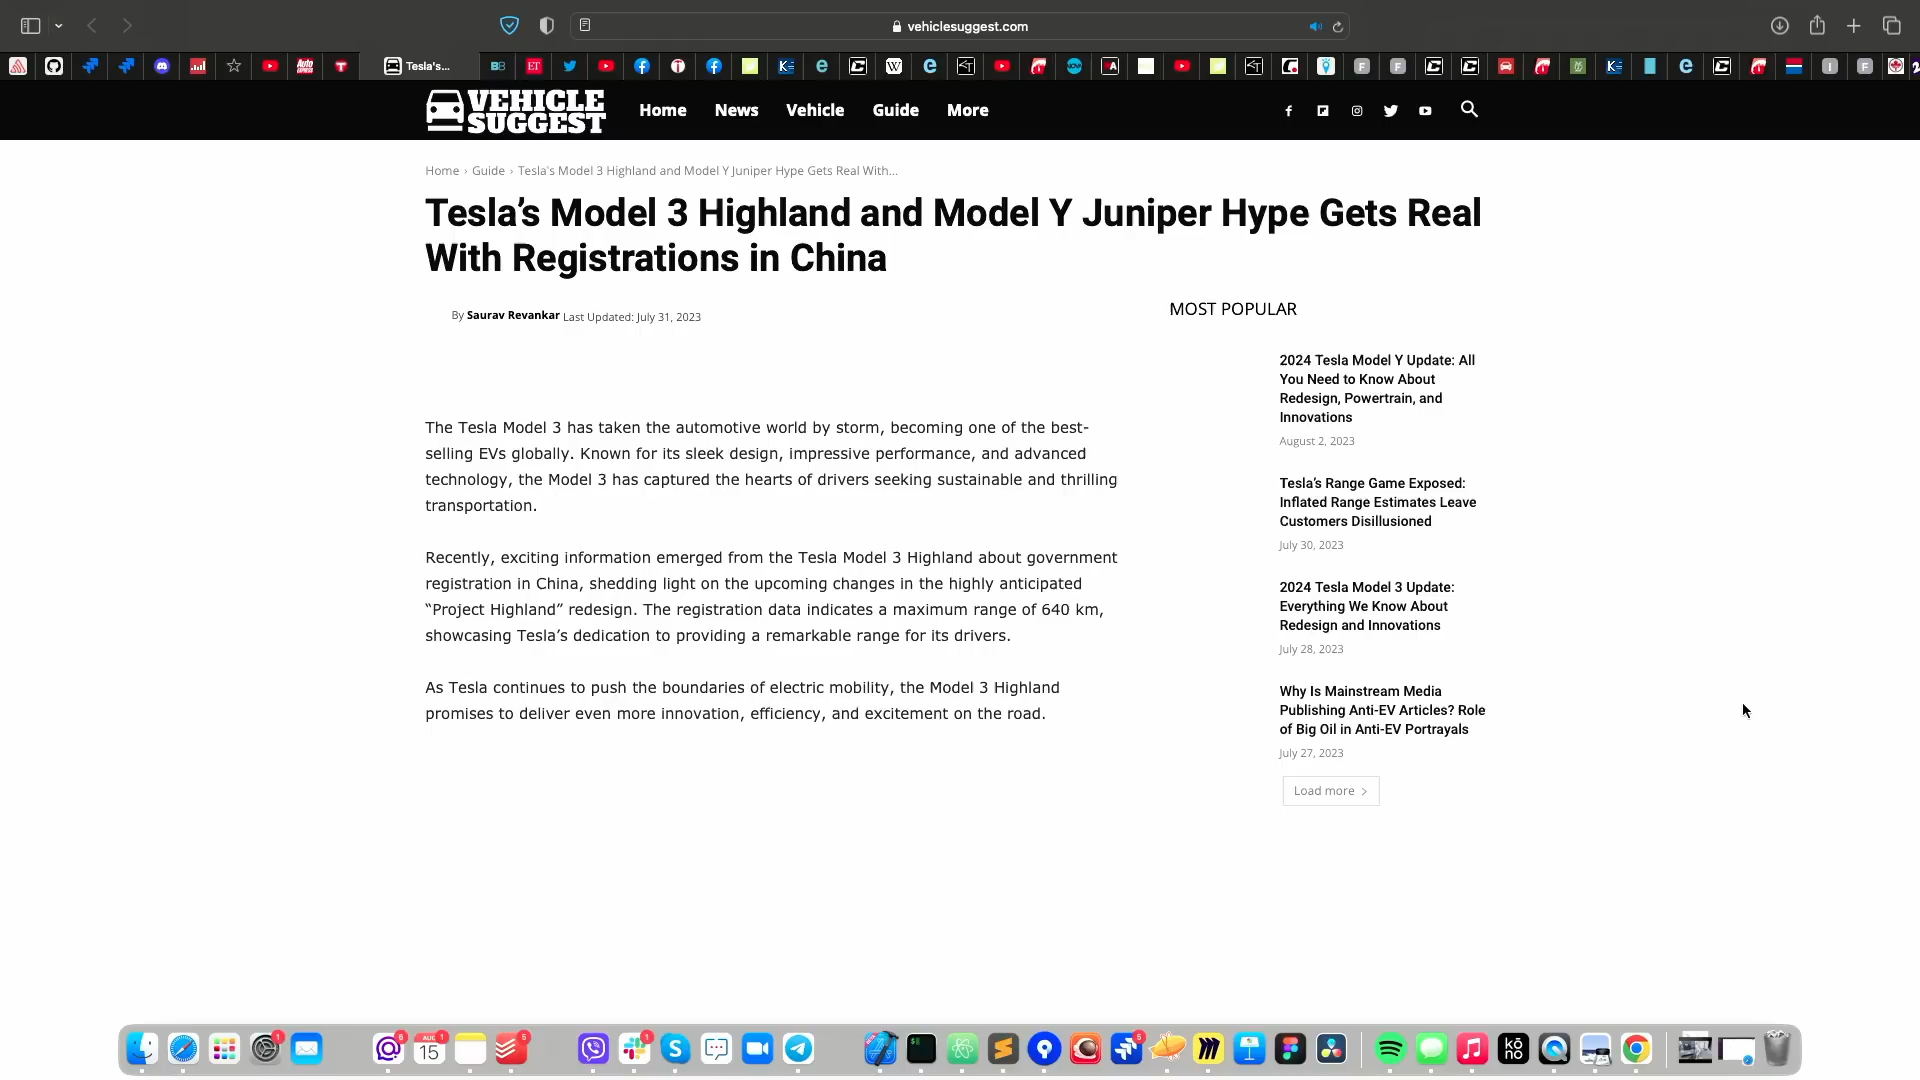 vehiclesuggest.com
Tesla's...
VEHICLE
SUGGEST
Home
News
Vehicle
Guide
More
Home › Guide › Tesla's Model 3 Highland and Model Y Juniper Hype Gets Real With...
Tesla’s Model 3 Highland and Model Y Juniper Hype Gets Real
With Registrations in China
By Saurav Revankar Last Updated: July 31, 2023
The Tesla Model 3 has taken the automotive world by storm, becoming one of the best-
selling EVs globally. Known for its sleek design, impressive performance, and advanced
technology, the Model 3 has captured the hearts of drivers seeking sustainable and thrilling
transportation.
Recently, exciting information emerged from the Tesla Model 3 Highland about government
registration in China, shedding light on the upcoming changes in the highly anticipated
“Project Highland” redesign. The registration data indicates a maximum range of 640 km,
showcasing Tesla’s dedication to providing a remarkable range for its drivers.
As Tesla continues to push the boundaries of electric mobility, the Model 3 Highland
promises to deliver even more innovation, efficiency, and excitement on the road.
MOST POPULAR
2024 Tesla Model Y Update: All
You Need to Know About
Redesign, Powertrain, and
Innovations
August 2, 2023
Tesla’s Range Game Exposed:
Inflated Range Estimates Leave
Customers Disillusioned
July 30, 2023
2024 Tesla Model 3 Update:
Everything We Know About
Redesign and Innovations
July 28, 2023
Why Is Mainstream Media
Publishing Anti-EV Articles? Role
of Big Oil in Anti-EV Portrayals
July 27, 2023
Load more
AUG
15
kō
no